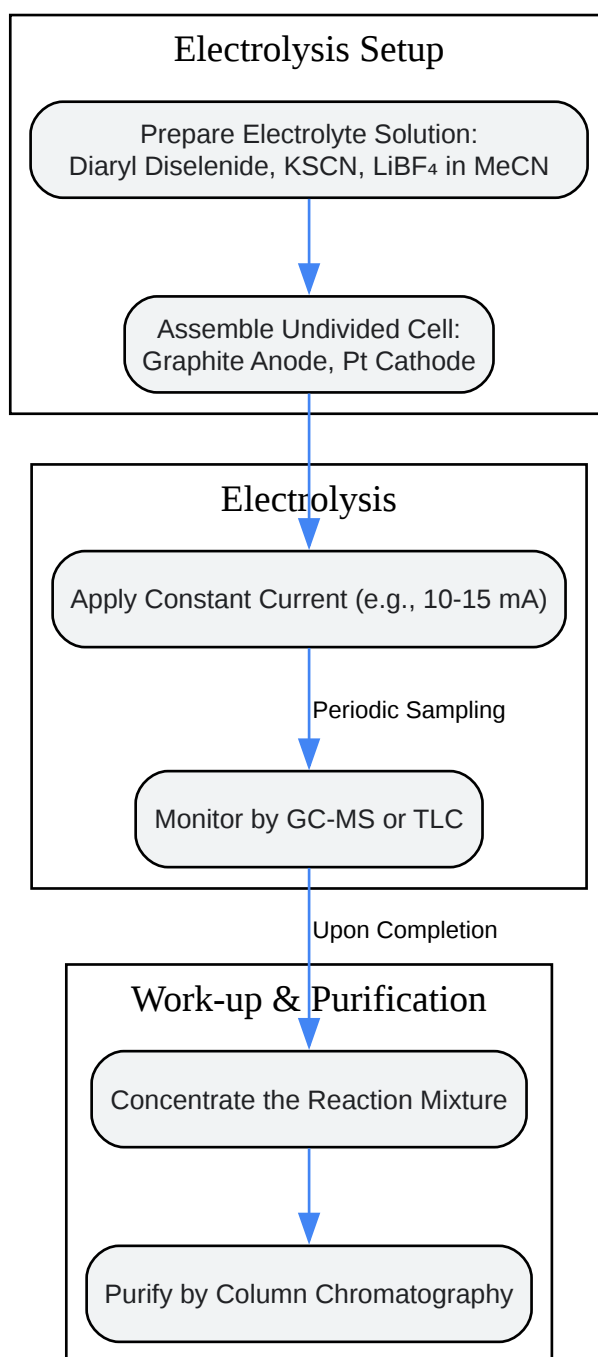 Electrolysis Setup
Prepare Electrolyte Solution:
Diaryl Diselenide, KSCN, LiBF₄ in MeCN
Assemble Undivided Cell:
Graphite Anode, Pt Cathode
Electrolysis
Apply Constant Current (e.g., 10-15 mA)
Periodic Sampling
Monitor by GC-MS or TLC
Upon Completion
Work-up & Purification
Concentrate the Reaction Mixture
Purify by Column Chromatography